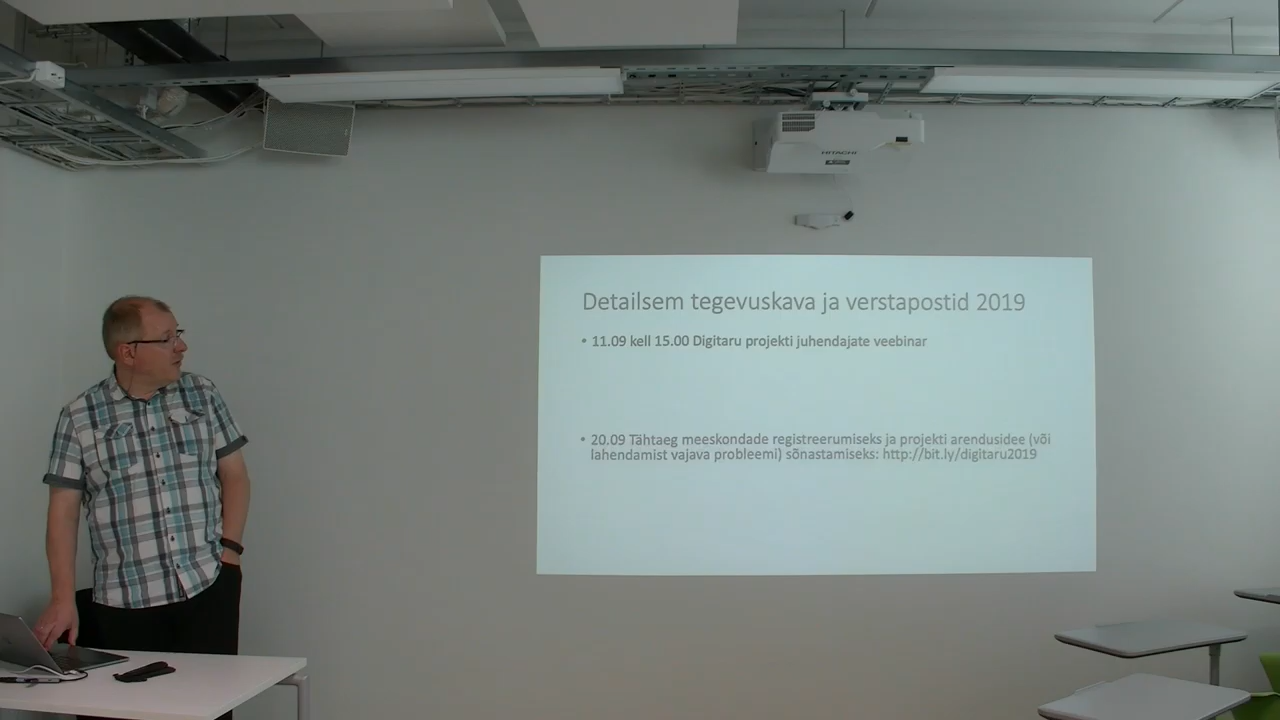 HITACHI
Detailsem tegevuskava ja verstapostid 2019
• 11.09 kell 15.00 Digitaru projekti juhendajate veebinar
• 20.09 Tähtaeg meeskondade registreerumiseks ja projekti arendusidee (või
lahendamist vajava probleemi) sõnastamiseks: http://bit.ly/digitaru2019